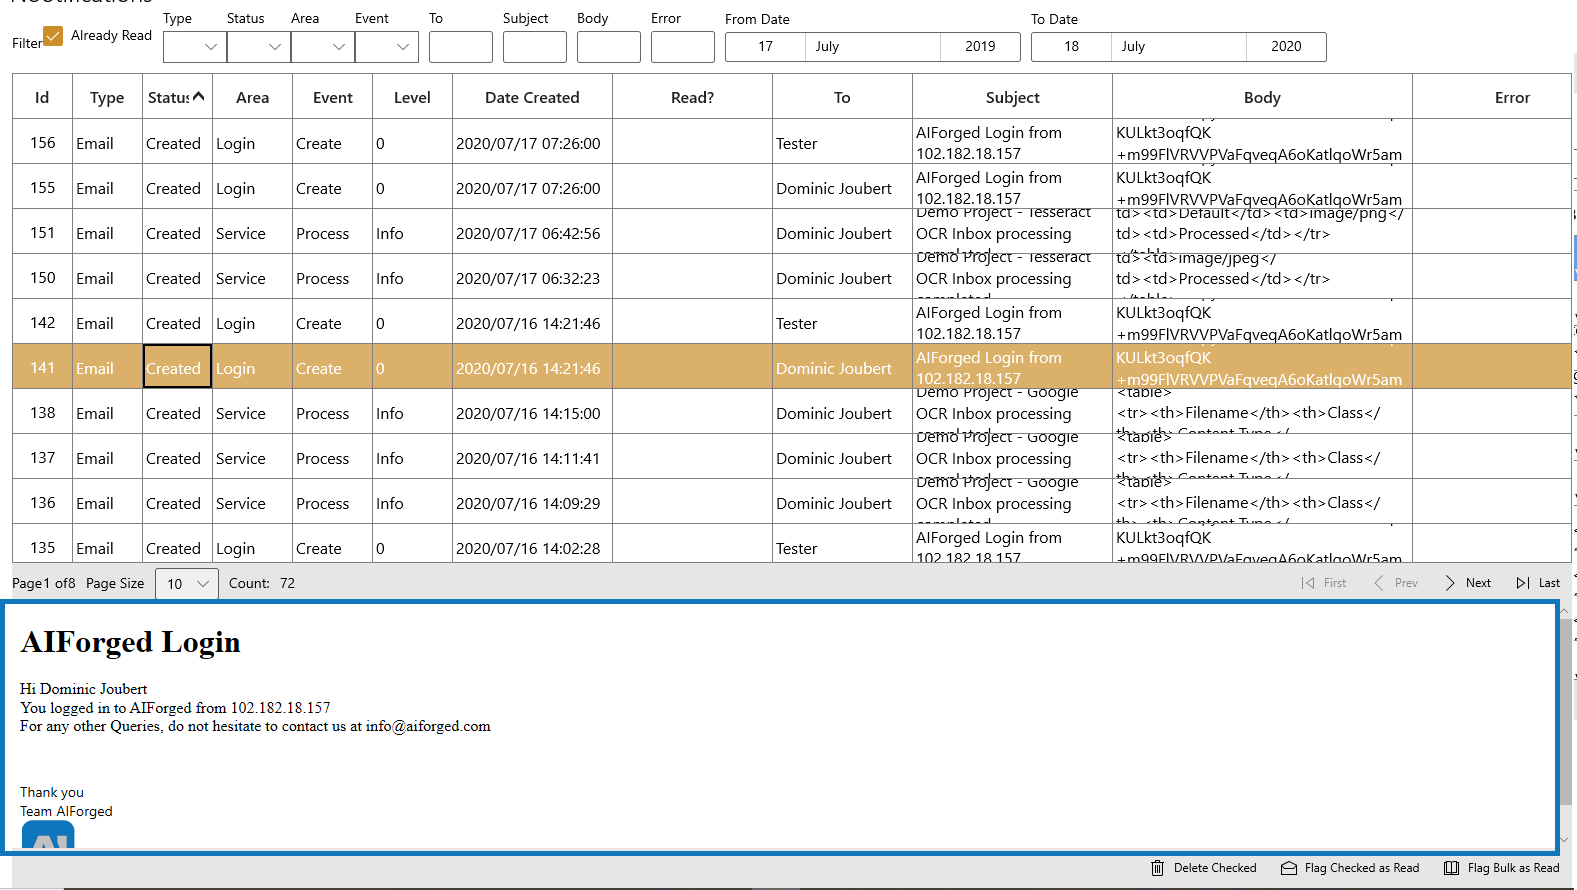 Type Status Area Event To Subject Body Error From Date To Date
Filter Already Read 17 July 2019 18 July 2020
Id Type Status Area Event Level Date Created Read? To Subject Body Error
156 Email Created Login Create 0 2020/07/17 07:26:00 Tester AIForged Login from 102.182.18.157 KULkt3oqfQK +m99FlVRVVPVaFqveqA6oKatlqoWr5am
155 Email Created Login Create 0 2020/07/17 07:26:00 Dominic Joubert AIForged Login from 102.182.18.157 KULkt3oqfQK +m99FlVRVVPVaFqveqA6oKatlqoWr5am
151 Email Created Service Process Info 2020/07/17 06:42:56 Dominic Joubert Demo Project - Tesseract OCR Inbox processing td><td>Default</td><td>image/png</ td><td>Processed</td></tr>
150 Email Created Service Process Info 2020/07/17 06:32:23 Dominic Joubert Demo Project - Tesseract OCR Inbox processing td><td>image/jpeg</ td><td>Processed</td></tr>
142 Email Created Login Create 0 2020/07/16 14:21:46 Tester AIForged Login from 102.182.18.157 KULkt3oqfQK +m99FlVRVVPVaFqveqA6oKatlqoWr5am
141 Email Created Login Create 0 2020/07/16 14:21:46 Dominic Joubert AIForged Login from 102.182.18.157 KULkt3oqfQK +m99FlVRVVPVaFqveqA6oKatlqoWr5am
138 Email Created Service Process Info 2020/07/16 14:15:00 Dominic Joubert Demo Project - Google OCR Inbox processing <table> <tr><th>Filename</th><th>Class</
137 Email Created Service Process Info 2020/07/16 14:11:41 Dominic Joubert Demo Project - Google OCR Inbox processing <table> <tr><th>Filename</th><th>Class</
136 Email Created Service Process Info 2020/07/16 14:09:29 Dominic Joubert Demo Project - Google OCR Inbox processing <table> <tr><th>Filename</th><th>Class</
135 Email Created Login Create 0 2020/07/16 14:02:28 Tester AIForged Login from 102.182.18.157 KULkt3oqfQK +m99FlVRVVPVaFqveqA6oKatlqoWr5am
Page1 of8 Page Size 10 Count: 72 First Prev Next Last
AIForged Login
Hi Dominic Joubert
You logged in to AIForged from 102.182.18.157
For any other Queries, do not hesitate to contact us at info@aiforged.com
Thank you
Team AIForged
AI
Delete Checked Flag Checked as Read Flag Bulk as Read